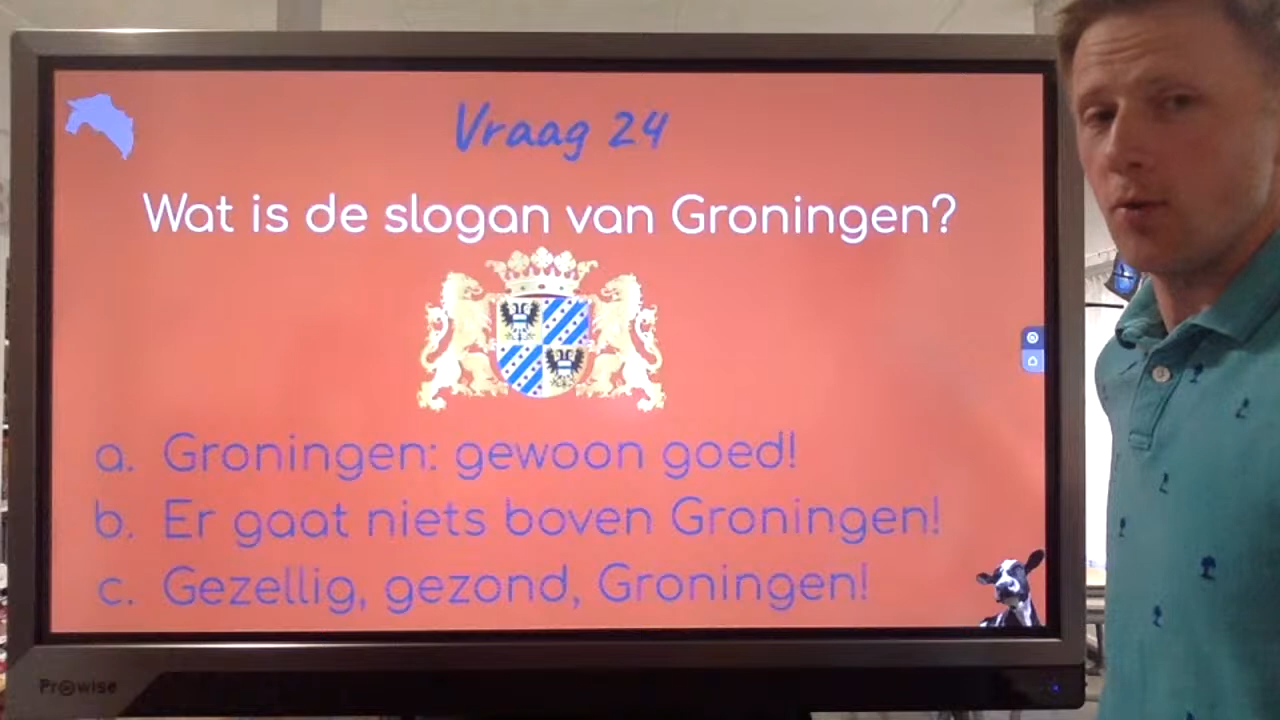 Vraag 24
Wat is de slogan van Groningen?
a. Groningen: gewoon goed!
b. Er gaat niets boven Groningen!
c. Gezellig, gezond, Groningen!
Prowise